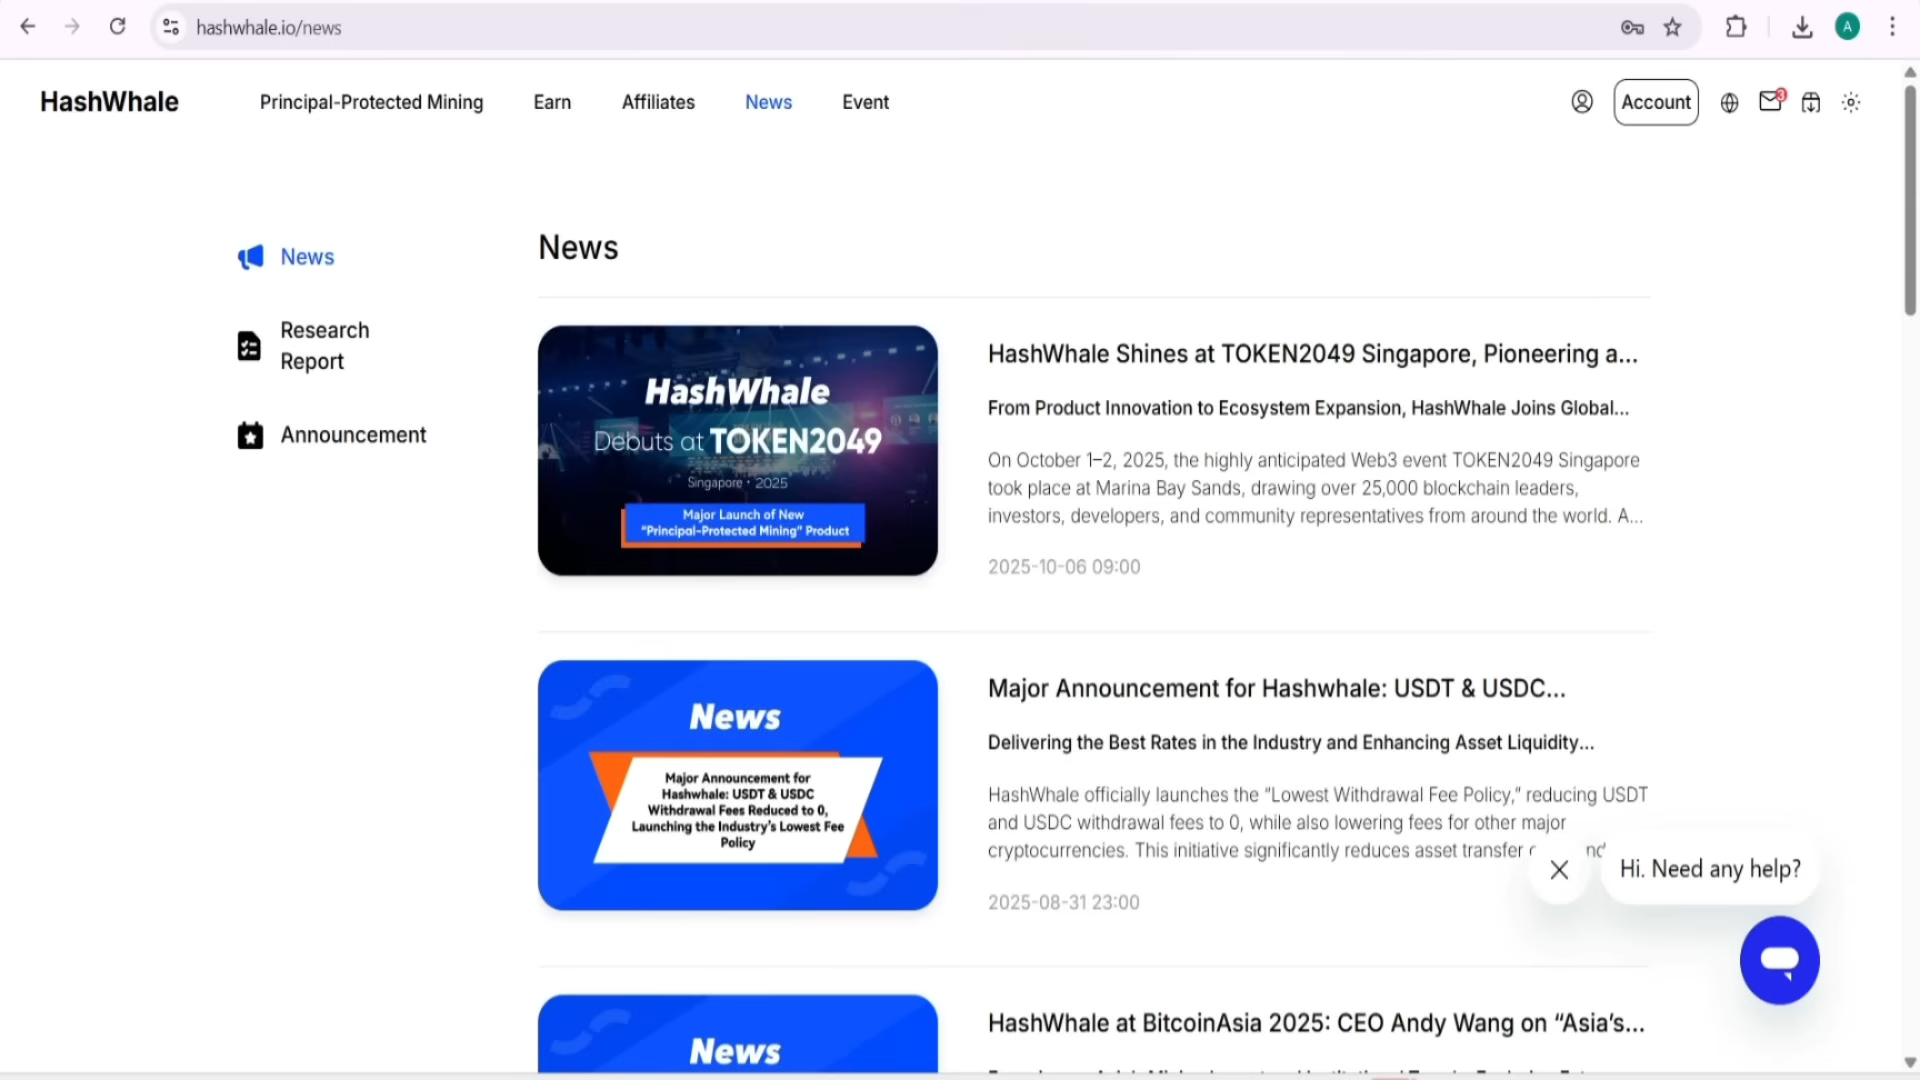 hashwhale.io/news
A
HashWhale
Principal-Protected Mining
Earn
Affiliates
News
Event
Account
3
News
Research
Report
Announcement
News
HashWhale
Debuts at TOKEN2049
Singapore • 2025
Major Launch of New
“Principal-Protected Mining” Product
HashWhale Shines at TOKEN2049 Singapore, Pioneering a...
From Product Innovation to Ecosystem Expansion, HashWhale Joins Global...
On October 1–2, 2025, the highly anticipated Web3 event TOKEN2049 Singapore
took place at Marina Bay Sands, drawing over 25,000 blockchain leaders,
investors, developers, and community representatives from around the world. A...
2025-10-06 09:00
News
Major Announcement for
Hashwhale: USDT & USDC
Withdrawal Fees Reduced to 0,
Launching the Industry’s Lowest Fee
Policy
Major Announcement for Hashwhale: USDT & USDC...
Delivering the Best Rates in the Industry and Enhancing Asset Liquidity...
HashWhale officially launches the “Lowest Withdrawal Fee Policy,” reducing USDT
and USDC withdrawal fees to 0, while also lowering fees for other major
cryptocurrencies. This initiative significantly reduces asset transfer
2025-08-31 23:00
Hi. Need any help?
News
HashWhale at BitcoinAsia 2025: CEO Andy Wang on “Asia’s...